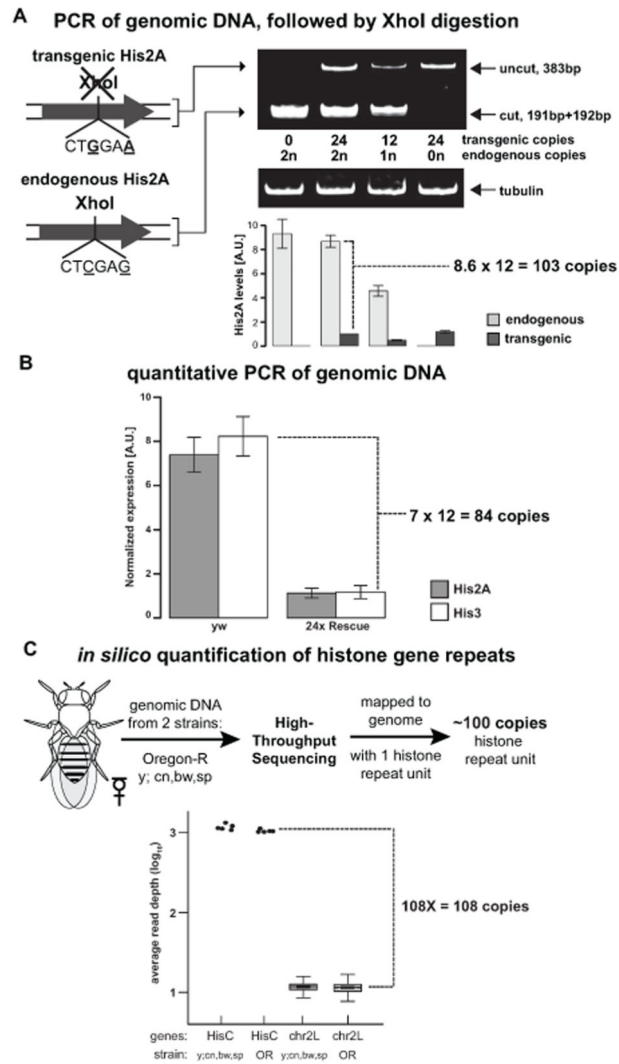 A PCR of genomic DNA, followed by XhoI digestion
transgenic His2A
XhoI
CTGGAA
endogenous His2A
XhoI
CTCGAG
uncut, 383bp
cut, 191bp+192bp
0 24 12 24 transgenic copies
2n 2n 1n 0n endogenous copies
tubulin
His2A levels [A.U.]
10
8
6
4
2
0
8.6 x 12 = 103 copies
endogenous
transgenic
B quantitative PCR of genomic DNA
Normalized expression [A.U.]
10
8
6
4
2
0
7 x 12 = 84 copies
His2A
His3
yw 24x Rescue
C in silico quantification of histone gene repeats
genomic DNA
from 2 strains:
Oregon-R
y; cn,bw,sp
High-
Throughput
Sequencing
mapped to
genome
with 1 histone
repeat unit
~100 copies
histone
repeat unit
average read depth (log10)
3
2
1
108X = 108 copies
genes: HisC HisC chr2L chr2L
strain: y;cn,bw,sp OR y;cn,bw,sp OR